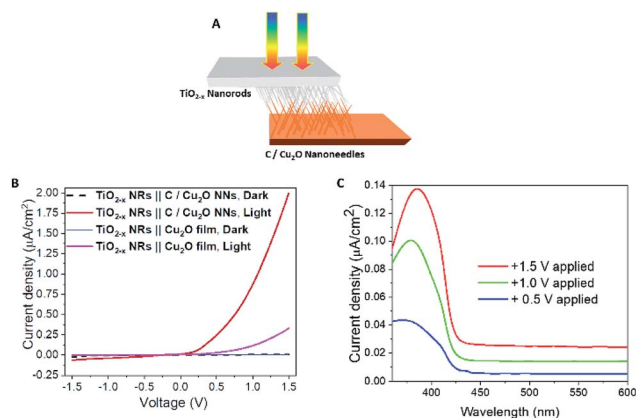 A
TiO₂₋ₓ Nanorods
C / Cu₂O Nanoneedles
B
Current density (µA/cm²)
2.00
1.75
1.50
1.25
1.00
0.75
0.50
0.25
0.00
-0.25
TiO₂₋ₓ NRs || C / Cu₂O NNs, Dark
TiO₂₋ₓ NRs || C / Cu₂O NNs, Light
TiO₂₋ₓ NRs || Cu₂O film, Dark
TiO₂₋ₓ NRs || Cu₂O film, Light
-1.5 -1.0 -0.5 0.0 0.5 1.0 1.5
Voltage (V)
C
Current density (µA/cm²)
0.14
0.12
0.10
0.08
0.06
0.04
0.02
0.00
+1.5 V applied
+1.0 V applied
+ 0.5 V applied
400 450 500 550 600
Wavelength (nm)